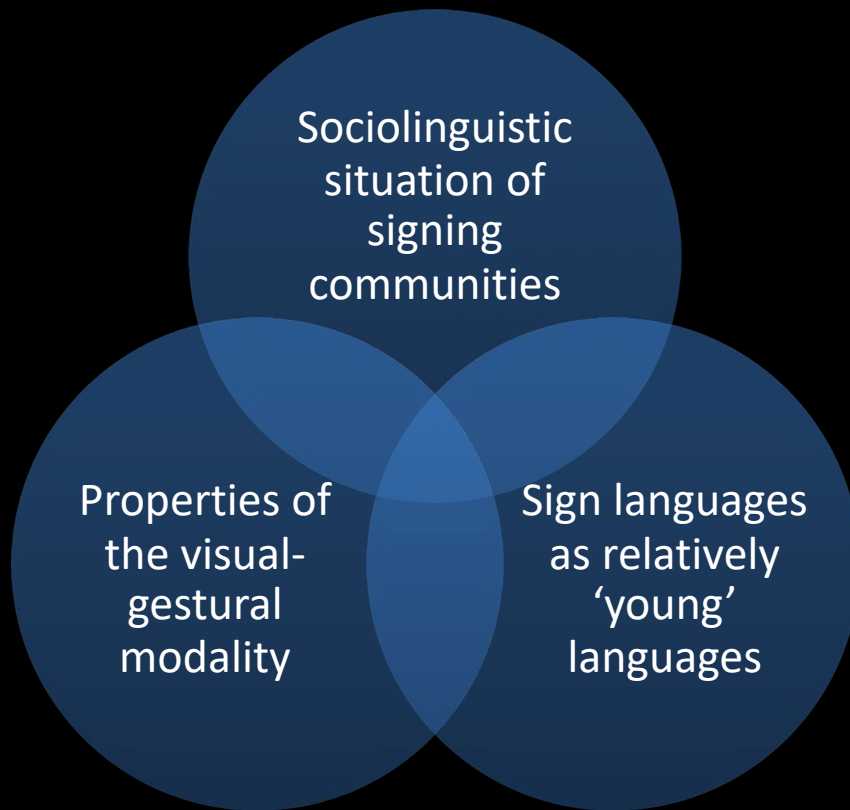 Sociolinguistic
situation of
signing
communities
Properties of
the visual-
gestural
modality
Sign languages
as relatively
‘young’
languages